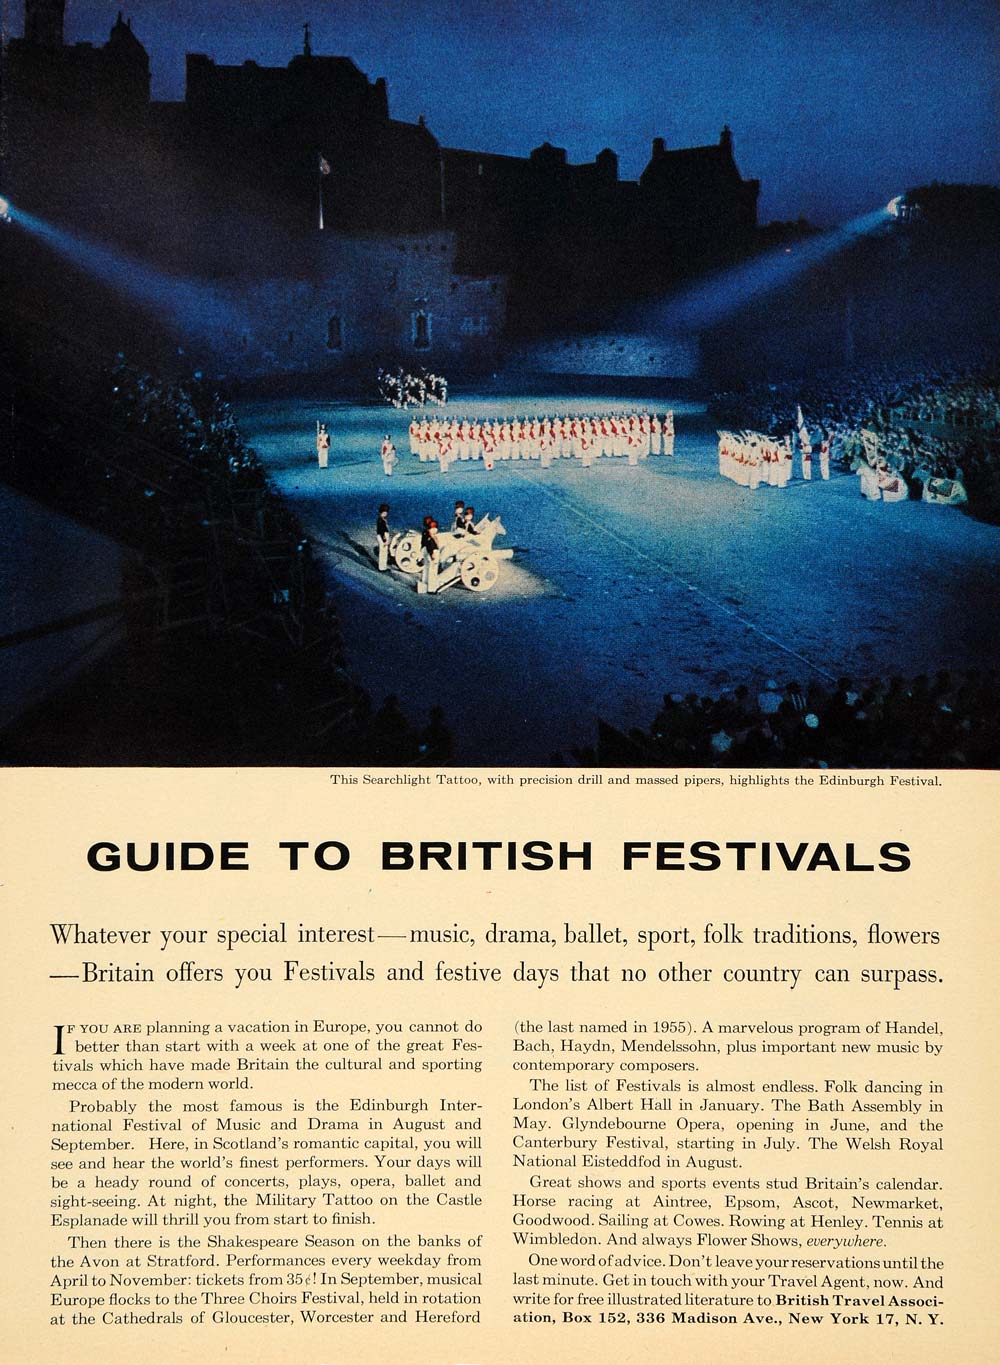 This Searchlight Tattoo, with precision drill and massed pipers, highlights the Edinburgh Festival.
GUIDE TO BRITISH FESTIVALS
Whatever your special interest—music, drama, ballet, sport, folk traditions, flowers
—Britain offers you Festivals and festive days that no other country can surpass.
IF YOU ARE planning a vacation in Europe, you cannot do
better than start with a week at one of the great Fes-
tivals which have made Britain the cultural and sporting
mecca of the modern world.
Probably the most famous is the Edinburgh Inter-
national Festival of Music and Drama in August and
September. Here, in Scotland's romantic capital, you will
see and hear the world's finest performers. Your days will
be a heady round of concerts, plays, opera, ballet and
sight-seeing. At night, the Military Tattoo on the Castle
Esplanade will thrill you from start to finish.
Then there is the Shakespeare Season on the banks of
the Avon at Stratford. Performances every weekday from
April to November: tickets from 35¢! In September, musical
Europe flocks to the Three Choirs Festival, held in rotation
at the Cathedrals of Gloucester, Worcester and Hereford
(the last named in 1955). A marvelous program of Handel,
Bach, Haydn, Mendelssohn, plus important new music by
contemporary composers.
The list of Festivals is almost endless. Folk dancing in
London's Albert Hall in January. The Bath Assembly in
May. Glyndebourne Opera, opening in June, and the
Canterbury Festival, starting in July. The Welsh Royal
National Eisteddfod in August.
Great shows and sports events stud Britain's calendar.
Horse racing at Aintree, Epsom, Ascot, Newmarket,
Goodwood. Sailing at Cowes. Rowing at Henley. Tennis at
Wimbledon. And always Flower Shows, everywhere.
One word of advice. Don't leave your reservations until the
last minute. Get in touch with your Travel Agent, now. And
write for free illustrated literature to British Travel Associ-
ation, Box 152, 336 Madison Ave., New York 17, N. Y.